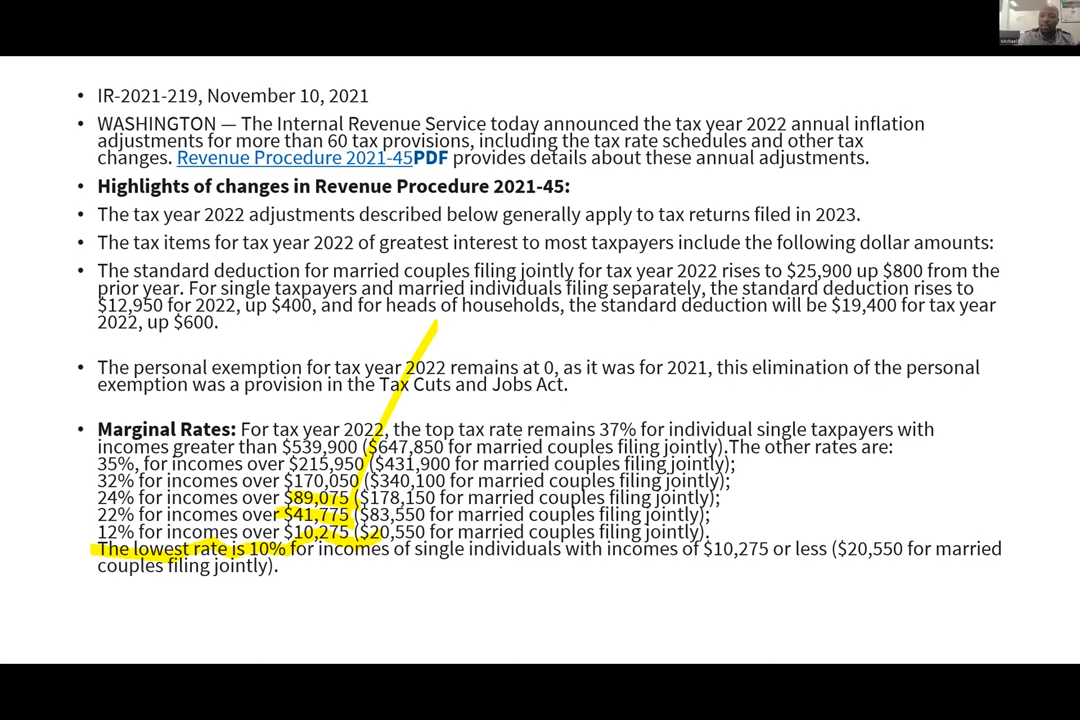 • IR-2021-219, November 10, 2021
• WASHINGTON — The Internal Revenue Service today announced the tax year 2022 annual inflation
adjustments for more than 60 tax provisions, including the tax rate schedules and other tax
changes. Revenue Procedure 2021-45PDF provides details about these annual adjustments.
• Highlights of changes in Revenue Procedure 2021-45:
• The tax year 2022 adjustments described below generally apply to tax returns filed in 2023.
• The tax items for tax year 2022 of greatest interest to most taxpayers include the following dollar amounts:
• The standard deduction for married couples filing jointly for tax year 2022 rises to $25,900 up $800 from the
prior year. For single taxpayers and married individuals filing separately, the standard deduction rises to
$12,950 for 2022, up $400, and for heads of households, the standard deduction will be $19,400 for tax year
2022, up $600.
• The personal exemption for tax year 2022 remains at 0, as it was for 2021, this elimination of the personal
exemption was a provision in the Tax Cuts and Jobs Act.
• Marginal Rates: For tax year 2022, the top tax rate remains 37% for individual single taxpayers with
incomes greater than $539,900 ($647,850 for married couples filing jointly).The other rates are:
35%, for incomes over $215,950 ($431,900 for married couples filing jointly);
32% for incomes over $170,050 ($340,100 for married couples filing jointly);
24% for incomes over $89,075 ($178,150 for married couples filing jointly);
22% for incomes over $41,775 ($83,550 for married couples filing jointly);
12% for incomes over $10,275 ($20,550 for married couples filing jointly).
The lowest rate is 10% for incomes of single individuals with incomes of $10,275 or less ($20,550 for married
couples filing jointly).
Michael